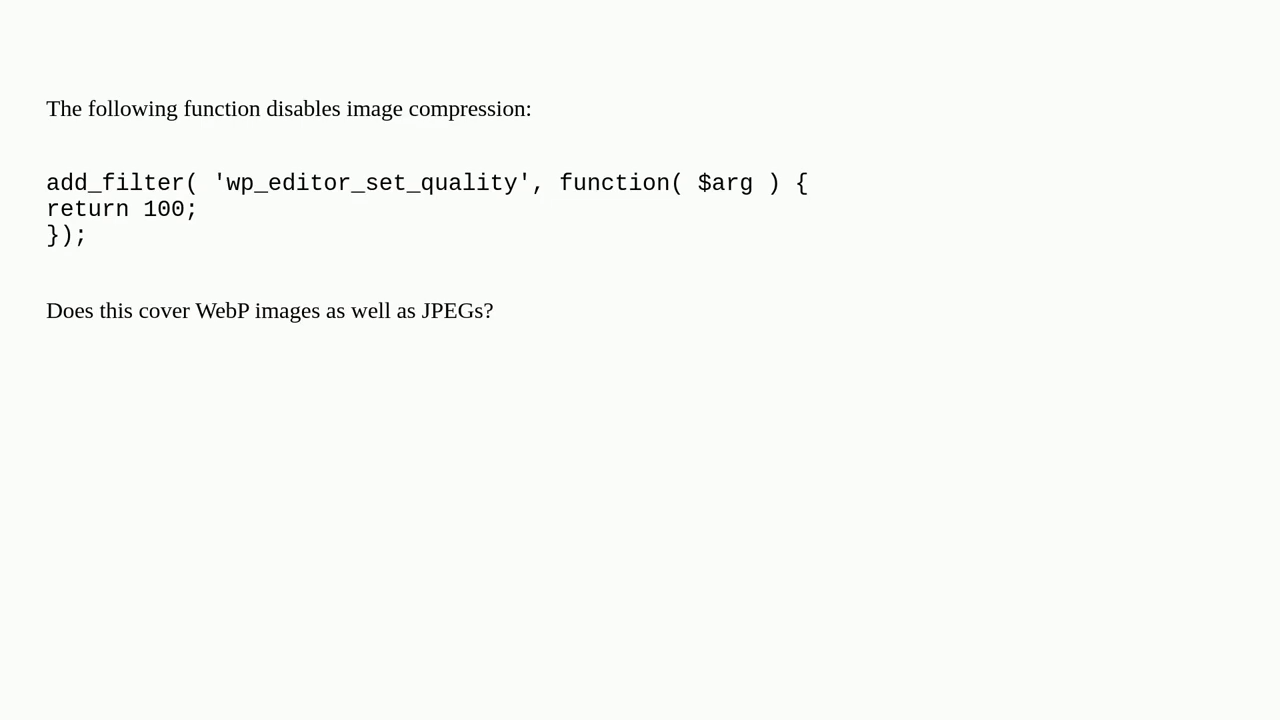 The following function disables image compression:
add_filter( 'wp_editor_set_quality', function( $arg ) {
return 100;
});
Does this cover WebP images as well as JPEGs?